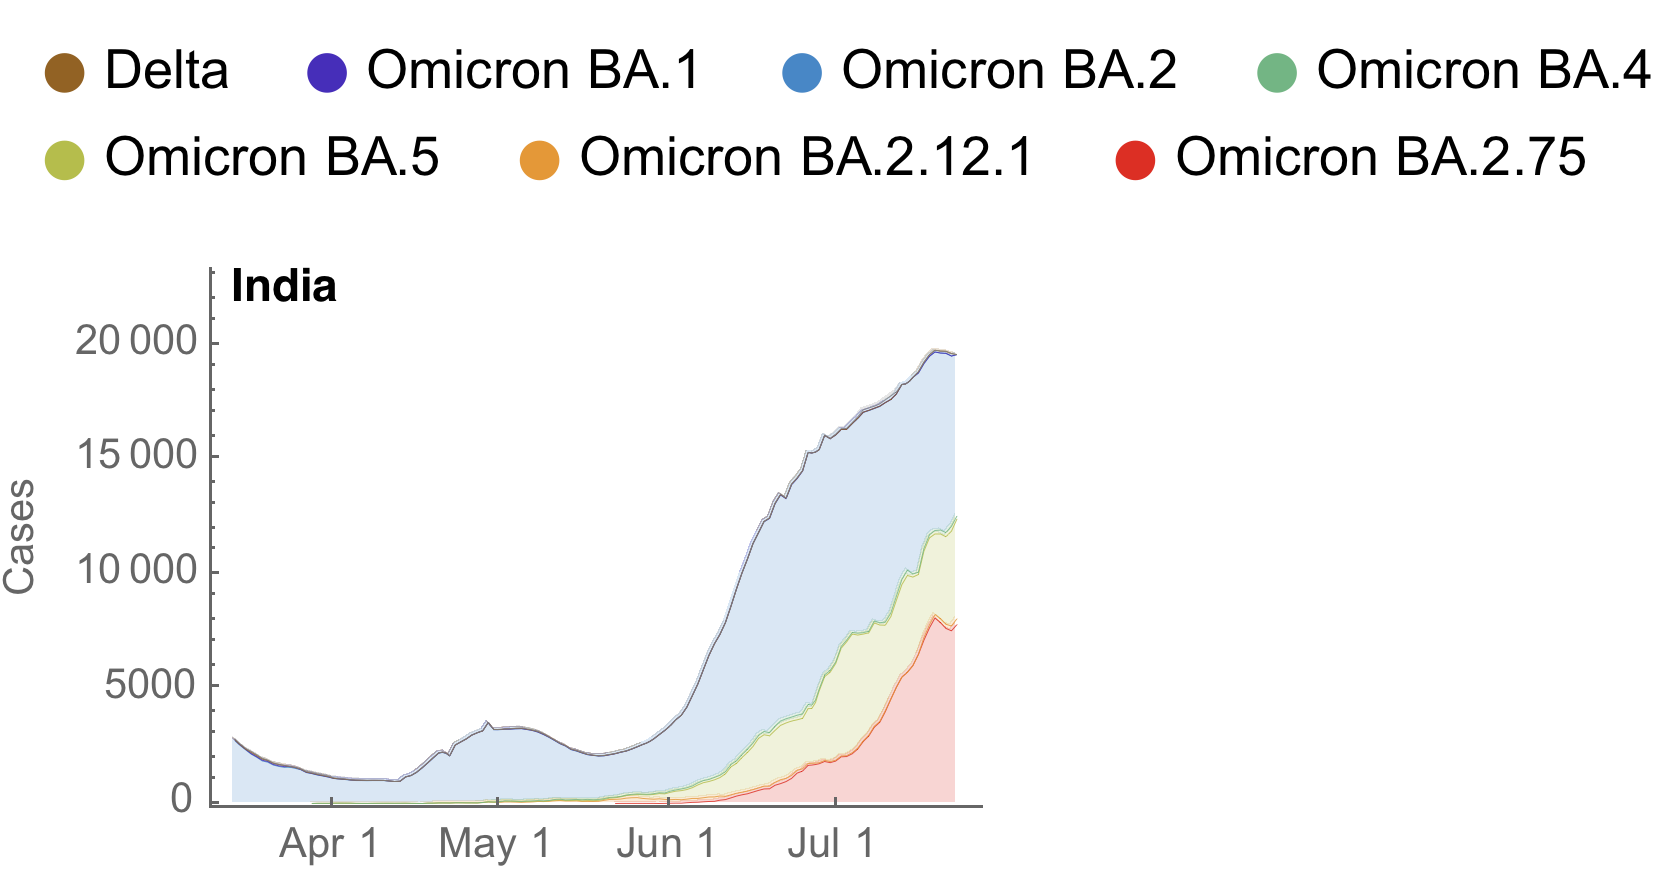 Delta Omicron BA.1 Omicron BA.2 Omicron BA.4
Omicron BA.5 Omicron BA.2.12.1 Omicron BA.2.75
India
20 000
15 000
10 000
5000
0
Cases
Apr 1 May 1 Jun 1 Jul 1